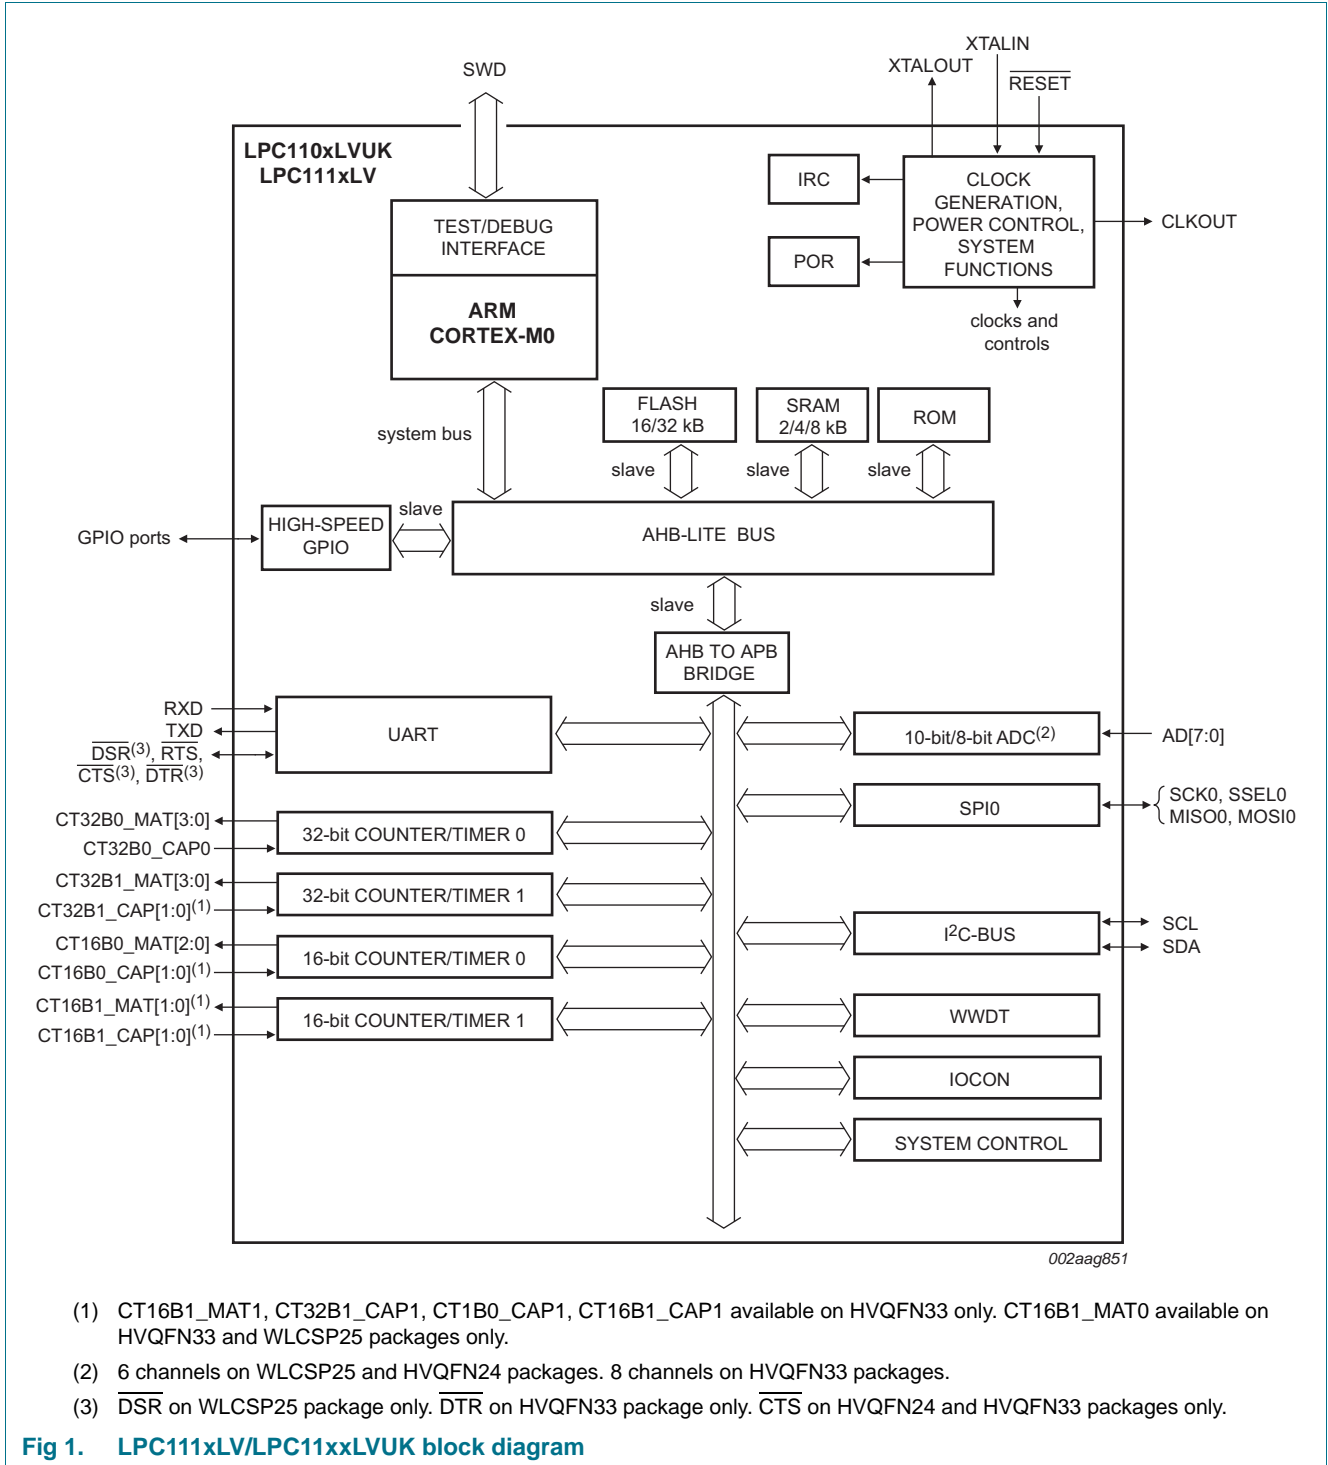 XTALIN
XTALOUT
SWD
RESET
LPC110xLVUK
LPC111xLV
IRC
CLOCK
GENERATION,
POWER CONTROL,
SYSTEM
FUNCTIONS
CLKOUT
TEST/DEBUG
INTERFACE
POR
ARM
CORTEX-M0
clocks and
controls
FLASH
16/32 kB
SRAM
2/4/8 kB
ROM
system bus
slave
slave
slave
slave
HIGH-SPEED
GPIO
GPIO ports
AHB-LITE BUS
slave
AHB TO APB
BRIDGE
RXD
TXD
DSR(3), RTS,
CTS(3), DTR(3)
UART
10-bit/8-bit ADC(2)
AD[7:0]
SPI0
SCK0, SSEL0
MISO0, MOSI0
CT32B0_MAT[3:0]
CT32B0_CAP0
32-bit COUNTER/TIMER 0
CT32B1_MAT[3:0]
CT32B1_CAP[1:0](1)
32-bit COUNTER/TIMER 1
I2C-BUS
SCL
SDA
CT16B0_MAT[2:0]
CT16B0_CAP[1:0](1)
16-bit COUNTER/TIMER 0
CT16B1_MAT[1:0](1)
CT16B1_CAP[1:0](1)
16-bit COUNTER/TIMER 1
WWDT
IOCON
SYSTEM CONTROL
002aag851
(1) CT16B1_MAT1, CT32B1_CAP1, CT1B0_CAP1, CT16B1_CAP1 available on HVQFN33 only. CT16B1_MAT0 available on
HVQFN33 and WLCSP25 packages only.
(2) 6 channels on WLCSP25 and HVQFN24 packages. 8 channels on HVQFN33 packages.
(3) DSR on WLCSP25 package only. DTR on HVQFN33 package only. CTS on HVQFN24 and HVQFN33 packages only.
Fig 1. LPC111xLV/LPC11xxLVUK block diagram